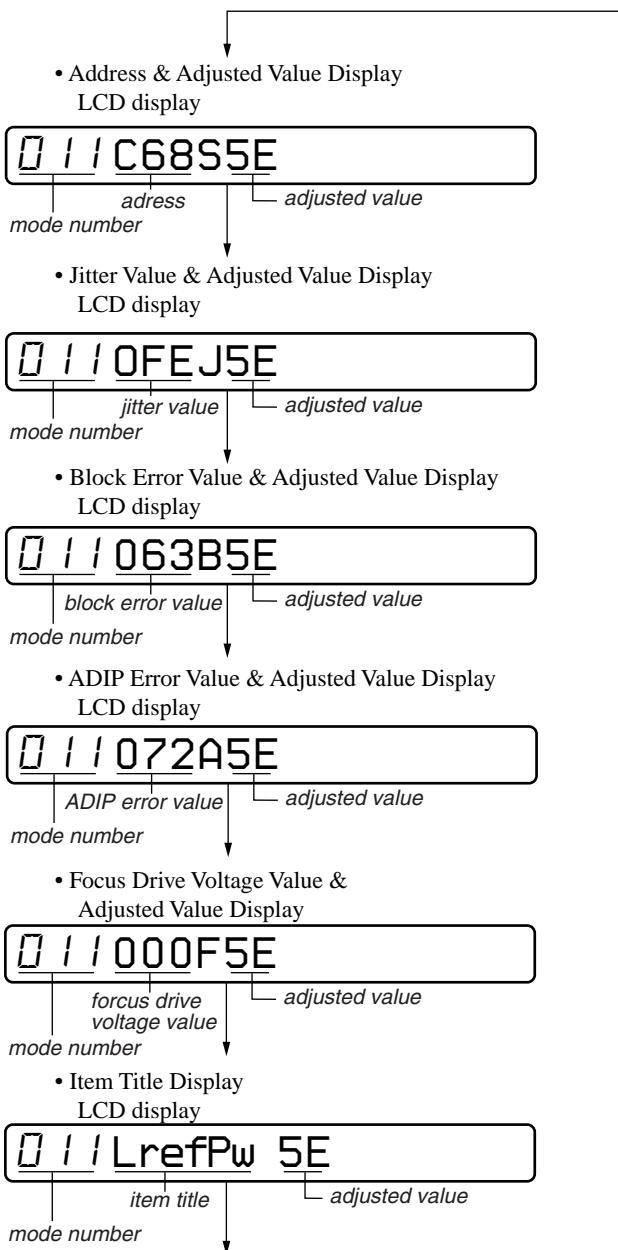 • Address & Adjusted Value Display
LCD display
011C68S5E
adress
adjusted value
mode number
• Jitter Value & Adjusted Value Display
LCD display
0110FEJ5E
jitter value
adjusted value
mode number
• Block Error Value & Adjusted Value Display
LCD display
011063B5E
block error value
adjusted value
mode number
• ADIP Error Value & Adjusted Value Display
LCD display
011072A5E
ADIP error value
adjusted value
mode number
• Focus Drive Voltage Value &
Adjusted Value Display
011000F5E
forcus drive
voltage value
adjusted value
mode number
• Item Title Display
LCD display
011LrefPw 5E
item title
adjusted value
mode number